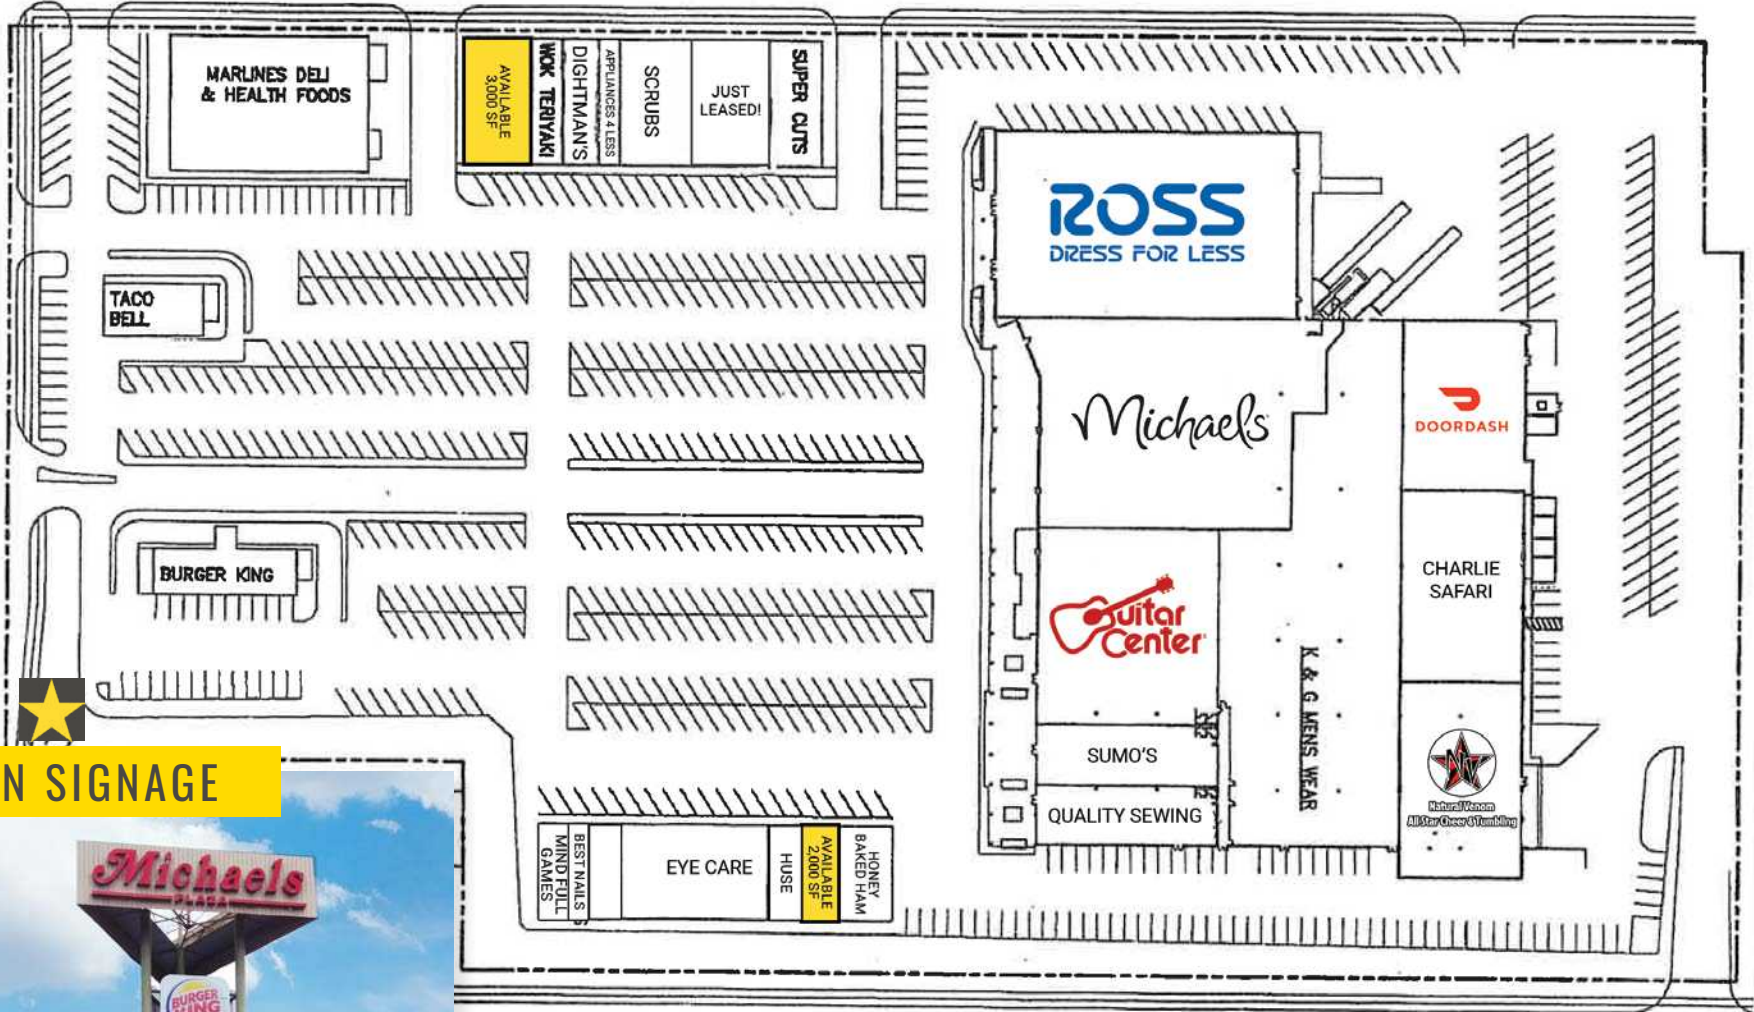 MARLINES DELI
& HEALTH FOODS
AVAILABLE
3,000 SF
WOK TERIYAKI
DIGHTMAN'S
APPLIANCES 4 LESS
SCRUBS
JUST
LEASED!
SUPER CUTS
ROSS
DRESS FOR LESS
TACO
BELL
Michaels
DOORDASH
BURGER KING
CHARLIE
SAFARI
Guitar
Center
K & G MENS WEAR
SUMO'S
QUALITY SEWING
NV
Natural Venom
All-Star Cheer & Tumbling
N SIGNAGE
Michaels
PLAZA
BURGER
KING
MIND FULL
GAMES
BEST NAILS
EYE CARE
HUSE
AVAILABLE
2,000 SF
HONEY
BAKED HAM